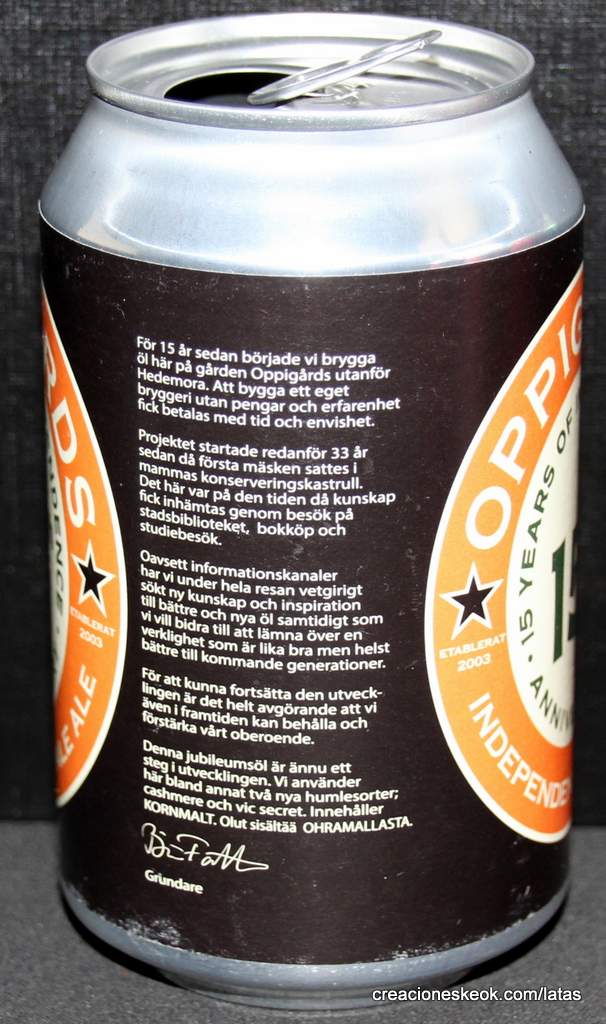 För 15 år sedan började vi brygga
öl här på gården Oppigårds utanför
Hedemora. Att bygga ett eget
bryggeri utan pengar och erfarenhet
fick betalas med tid och envishet.
Projektet startade redanför 33 år
sedan då första mäsken sattes i
mammas konserveringskastrull.
Det här var på den tiden då kunskap
fick inhämtas genom besök på
stadsbiblioteket, bokköp och
studiebesök.
Oavsett informationskanaler
har vi under hela resan vetgirigt
sökt ny kunskap och inspiration
till bättre och nya öl samtidigt som
vi vill bidra till att lämna över en
verklighet som är lika bra men helst
bättre till kommande generationer.
För att kunna fortsätta den utveck-
lingen är det helt avgörande att vi
även i framtiden kan behålla och
förstärka vårt oberoende.
Denna jubileumsöl är ännu ett
steg i utvecklingen. Vi använder
här bland annat två nya humlesorter;
cashmere och vic secret. Innehåller
KORNMALT. Olut sisältää OHRAMALLASTA.
Grundare
RDS
NDENCE
ETABLERAT
2003
LE ALE
OPPIG
15 YEARS OF
15
ETABLERAT
2003
ANNIV
INDEPENDEN
creacioneskeok.com/latas